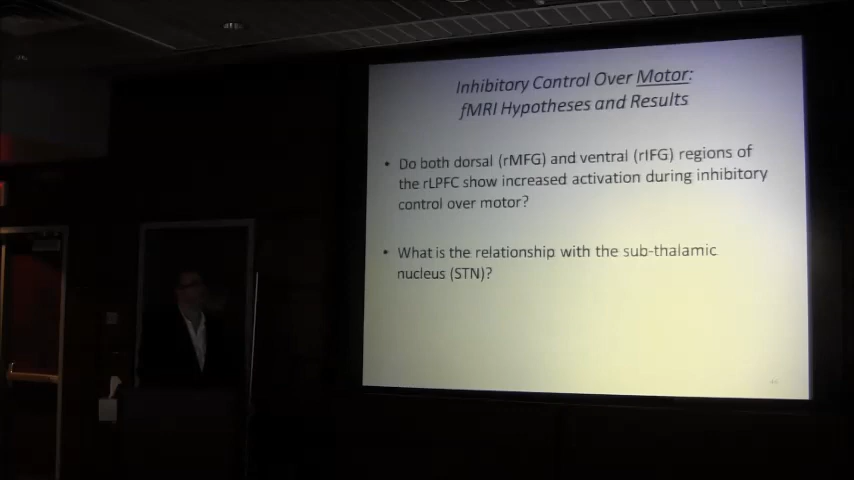 Inhibitory Control Over Motor:
fMRI Hypotheses and Results
• Do both dorsal (rMFG) and ventral (rIFG) regions of
the rLPFC show increased activation during inhibitory
control over motor?
• What is the relationship with the sub-thalamic
nucleus (STN)?